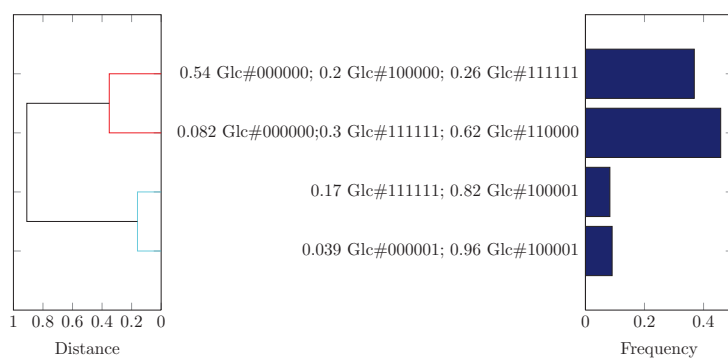 0.54 Glc#000000; 0.2 Glc#100000; 0.26 Glc#111111
0.082 Glc#000000;0.3 Glc#111111; 0.62 Glc#110000
0.17 Glc#111111; 0.82 Glc#100001
0.039 Glc#000001; 0.96 Glc#100001
1 0.8 0.6 0.4 0.2 0
Distance
0 0.2 0.4
Frequency